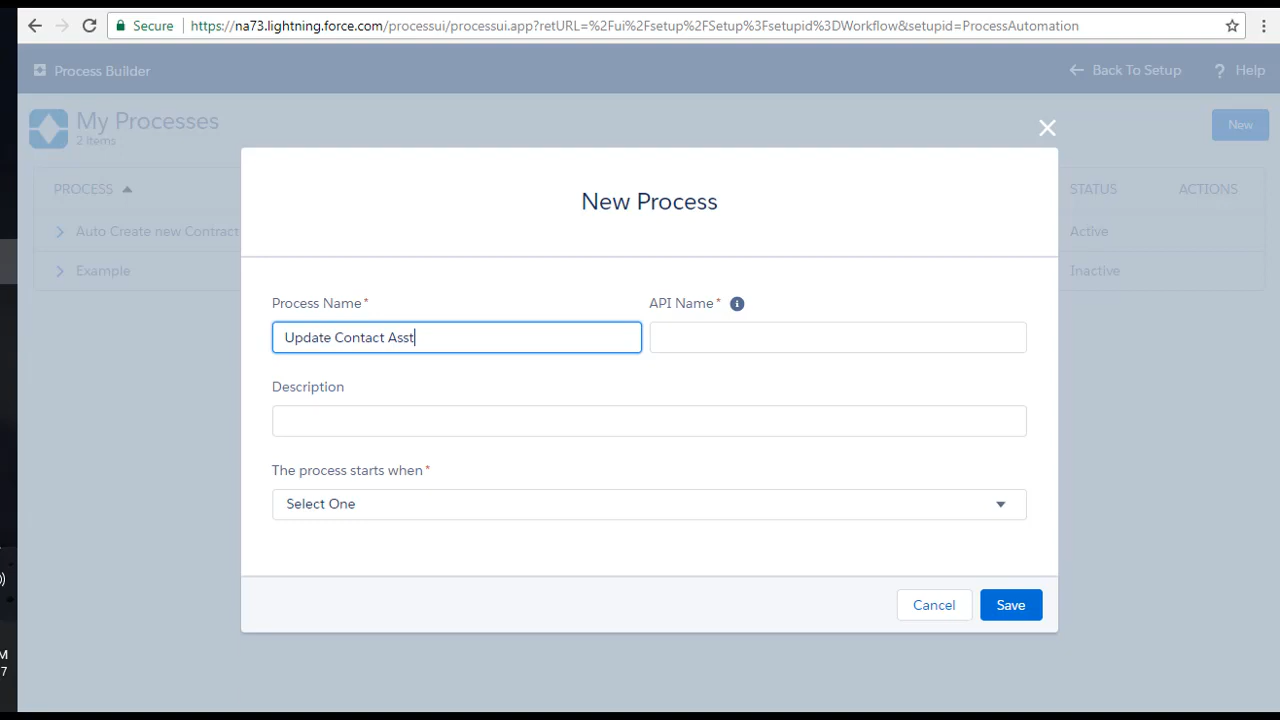 Secure https://na73.lightning.force.com/processui/processui.app?retURL=%2Fui%2Fsetup%2FSetup%3Fsetupid%3DWorkflow&setupid=ProcessAutomation
Process Builder
Back To Setup
? Help
My Processes
2 Items
New
New Process
PROCESS
STATUS
ACTIONS
Auto Create new Contract
Active
Example
Inactive
Process Name*
API Name*
Update Contact Asst
Description
The process starts when*
Select One
Cancel
Save
M
7